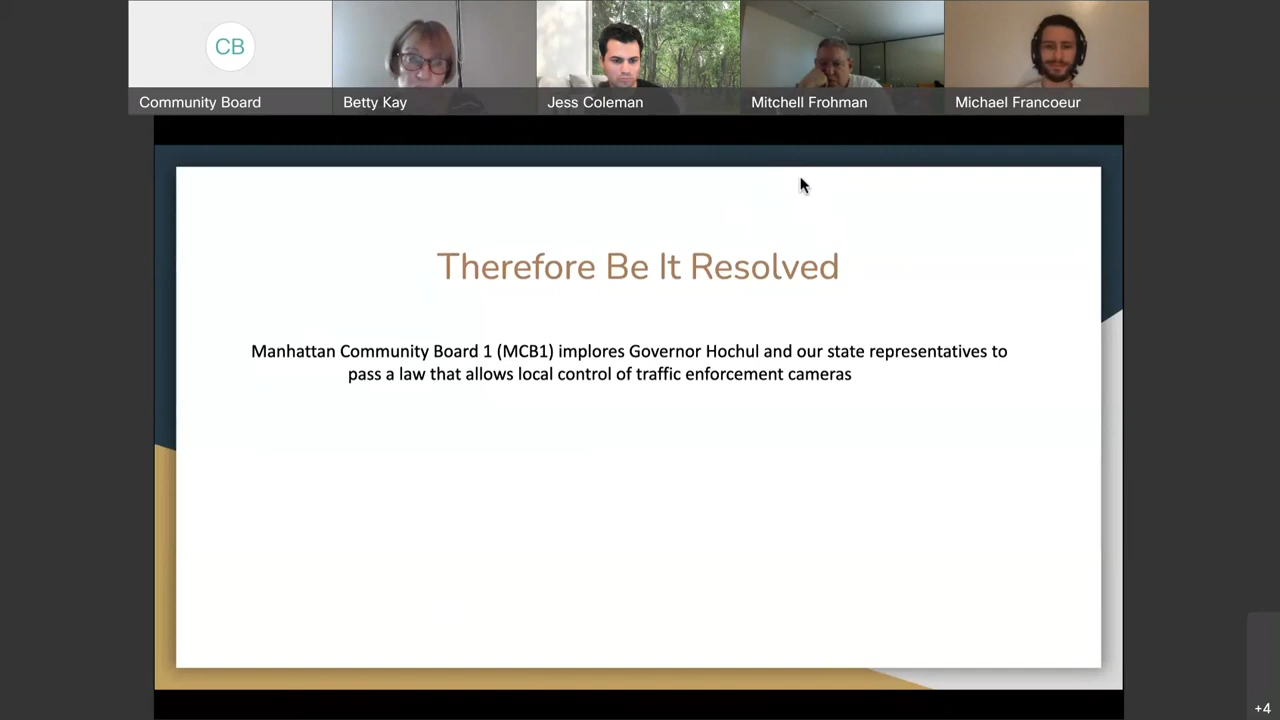 CB
Community Board
Betty Kay
Jess Coleman
Mitchell Frohman
Michael Francoeur
Therefore Be It Resolved
Manhattan Community Board 1 (MCB1) implores Governor Hochul and our state representatives to
pass a law that allows local control of traffic enforcement cameras
+4